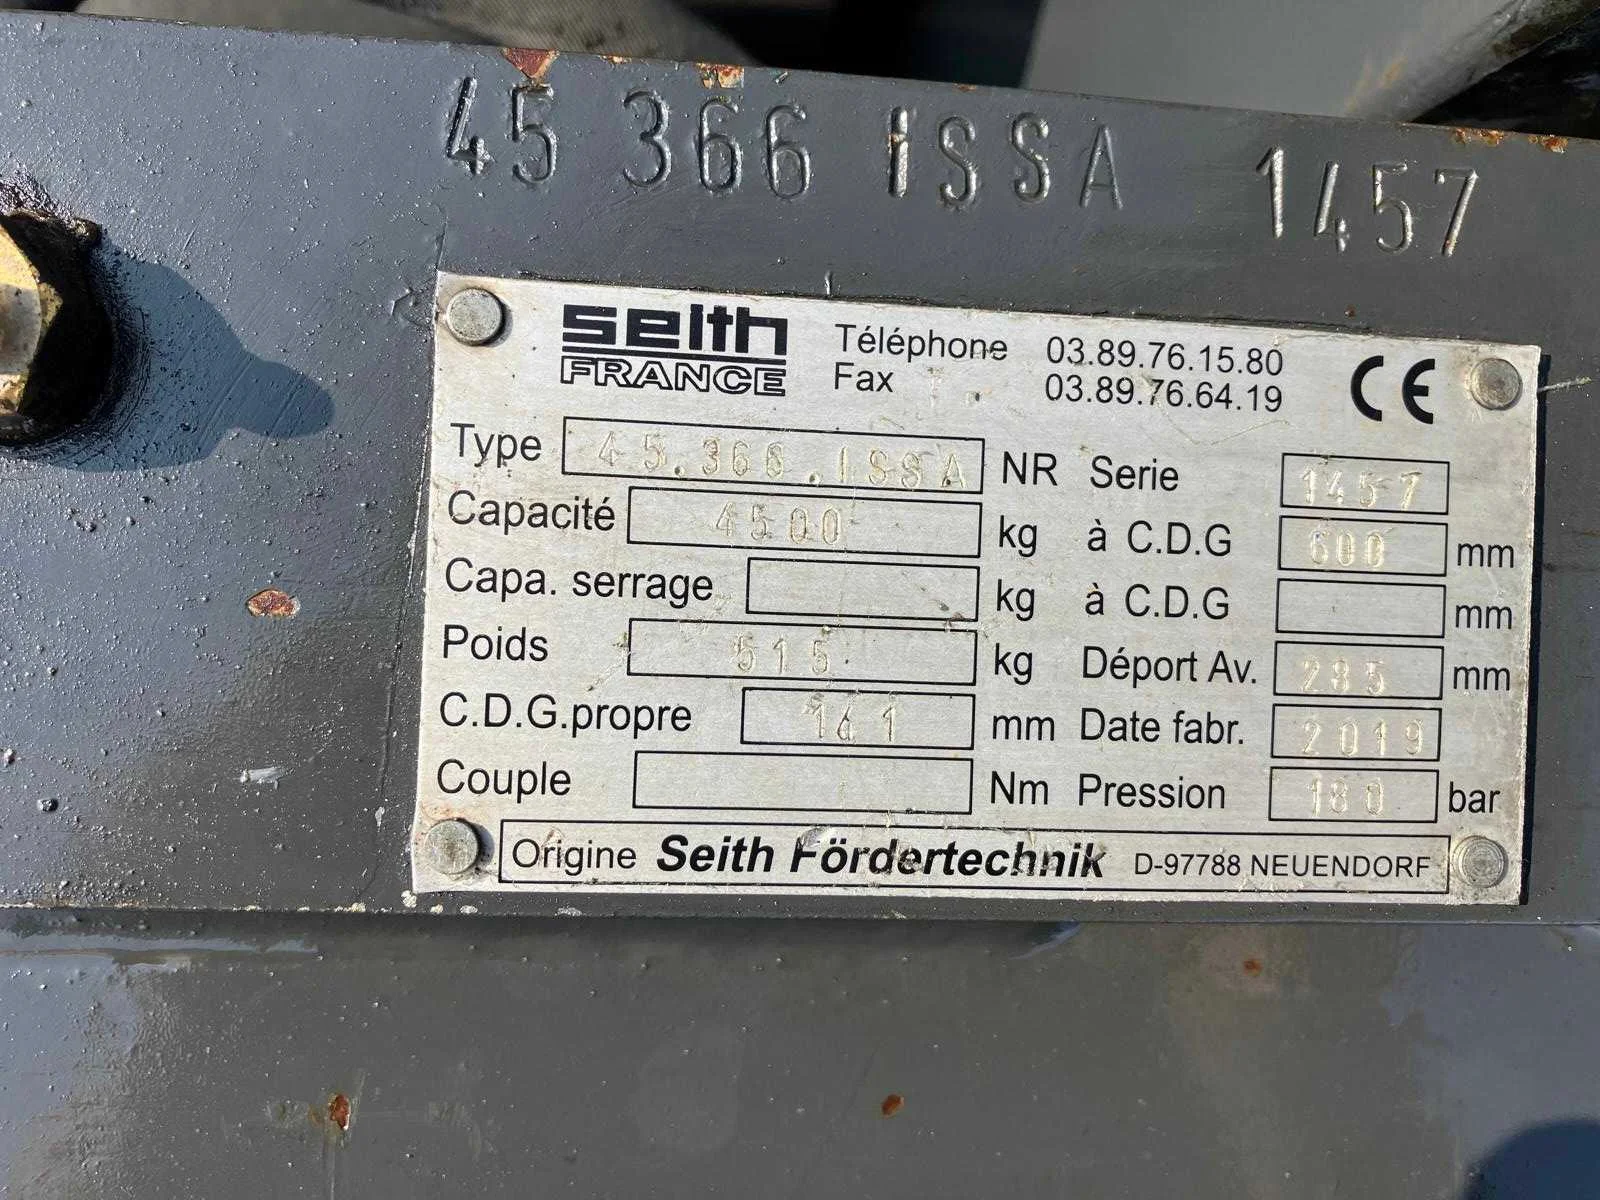 45 366 ISSA 1457
seith FRANCE
Téléphone 03.89.76.15.80
Fax 03.89.76.64.19
CE
Type 45.366.ISSA NR Serie 1457
Capacité 4500 kg à C.D.G 600 mm
Capa. serrage kg à C.D.G mm
Poids 515 kg Déport Av. 285 mm
C.D.G.propre 161 mm Date fabr. 2019
Couple Nm Pression 180 bar
Origine Seith Fördertechnik D-97788 NEUENDORF